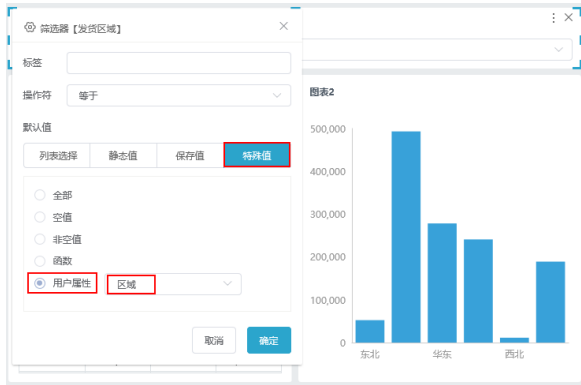 筛选器【发货区域】
标签
操作符 等于
默认值
列表选择 静态值 保存值 特殊值
全部
空值
非空值
函数
用户属性 区域
取消 确定
图表2
500,000
400,000
300,000
200,000
100,000
0
东北 华东 西北